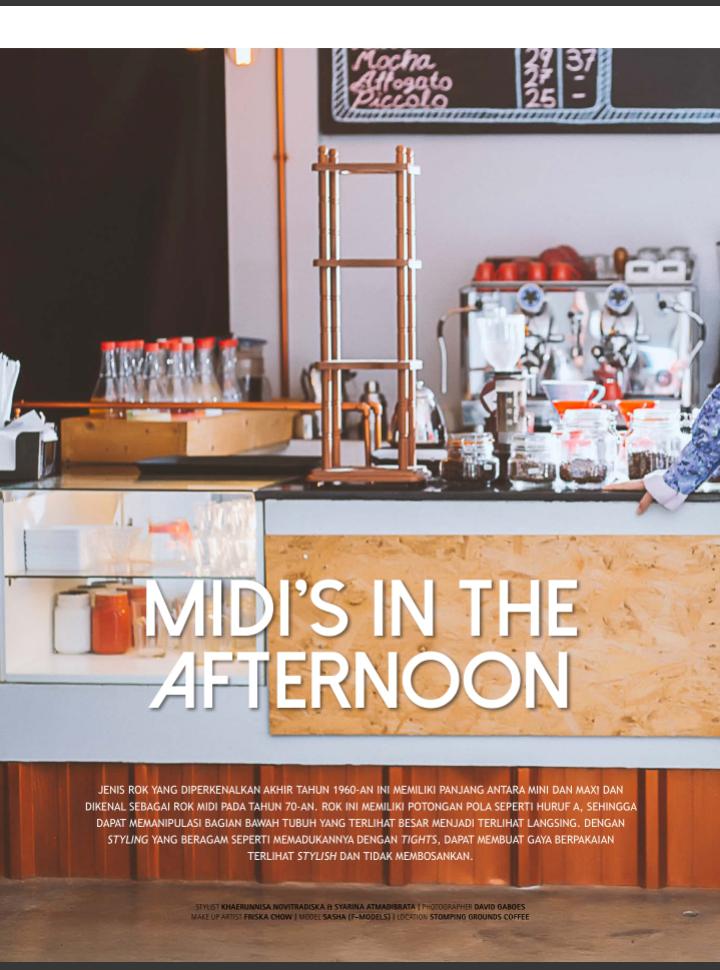 Mocha 29 37
Affogato 27 -
Piccolo 25 -
MIDI'S IN THE
AFTERNOON
JENIS ROK YANG DIPERKENALKAN AKHIR TAHUN 1960-AN INI MEMILIKI PANJANG ANTARA MINI DAN MAXI DAN
DIKENAL SEBAGAI ROK MIDI PADA TAHUN 70-AN. ROK INI MEMILIKI POTONGAN POLA SEPERTI HURUF A, SEHINGGA
DAPAT MEMANIPULASI BAGIAN BAWAH TUBUH YANG TERLIHAT BESAR MENJADI TERLIHAT LANGSING. DENGAN
STYLING YANG BERAGAM SEPERTI MEMADUKANNYA DENGAN TIGHTS, DAPAT MEMBUAT GAYA BERPAKAIAN
TERLIHAT STYLISH DAN TIDAK MEMBOSANKAN.
STYLIST KHAERUNNISA NOVITRADISKA & SYARINA ATMADIBRATA | PHOTOGRAPHER DAVID GABOES
MAKE UP ARTIST FRISKA CHOW | MODEL SASHA (F-MODELS) | LOCATION STOMPING GROUNDS COFFEE